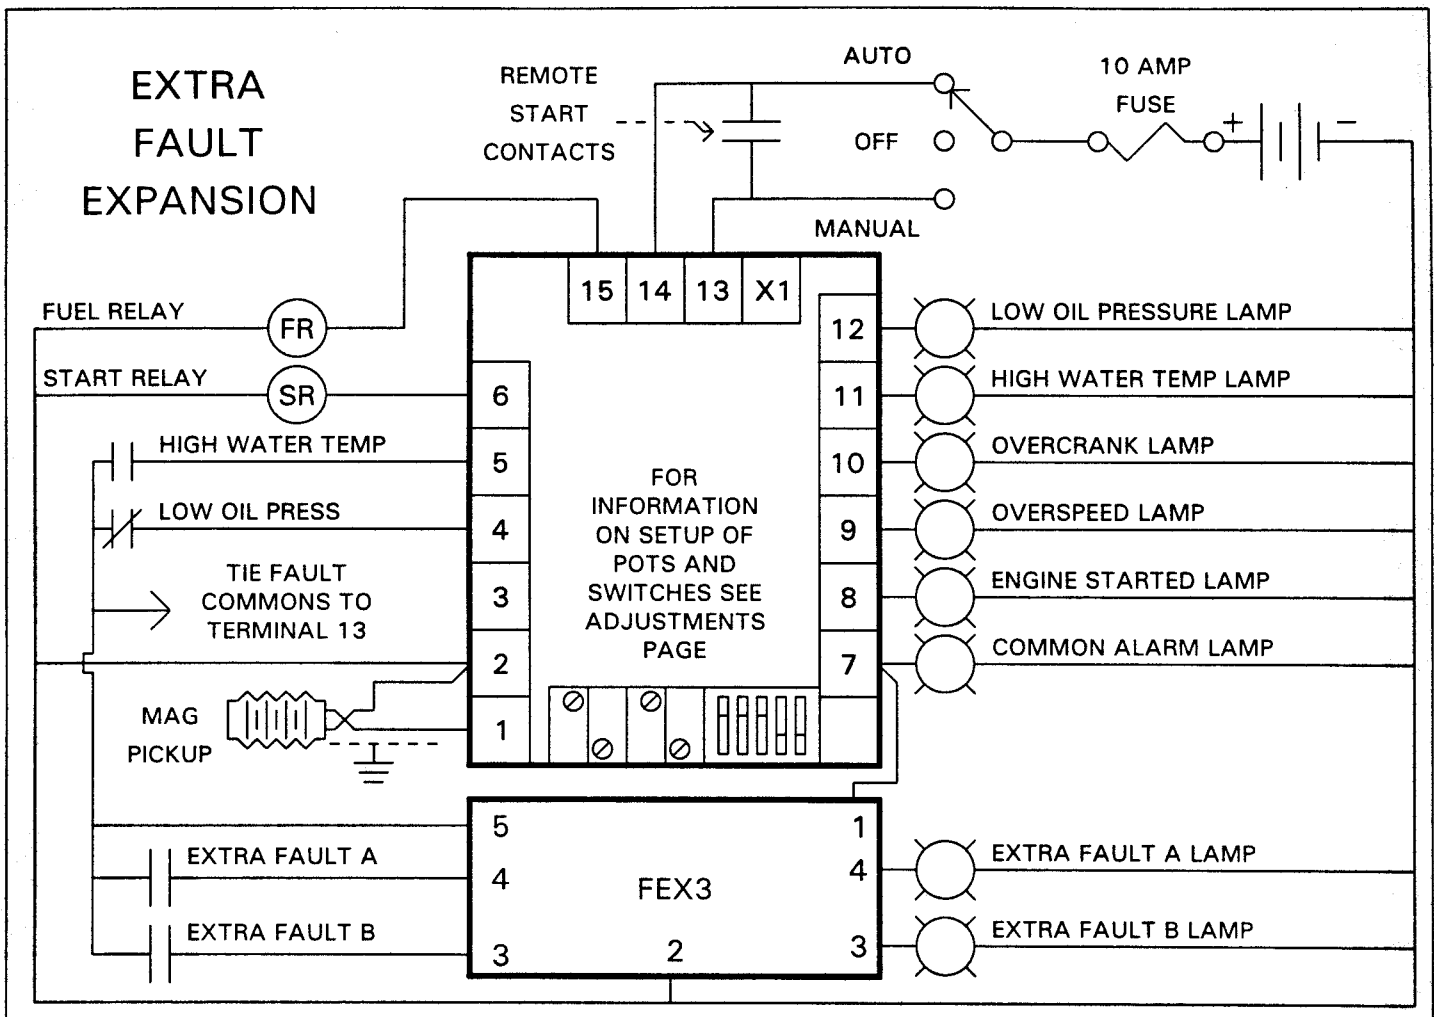 EXTRA
FAULT
EXPANSION
REMOTE
START
CONTACTS
AUTO
OFF
MANUAL
10 AMP
FUSE
+
−
15 14 13 X1
FUEL RELAY
FR
START RELAY
SR
HIGH WATER TEMP
LOW OIL PRESS
TIE FAULT
COMMONS TO
TERMINAL 13
MAG
PICKUP
6
5
4
3
2
1
FOR
INFORMATION
ON SETUP OF
POTS AND
SWITCHES SEE
ADJUSTMENTS
PAGE
12
11
10
9
8
7
LOW OIL PRESSURE LAMP
HIGH WATER TEMP LAMP
OVERCRANK LAMP
OVERSPEED LAMP
ENGINE STARTED LAMP
COMMON ALARM LAMP
EXTRA FAULT A
EXTRA FAULT B
5
4
3
FEX3
2
1
4
3
EXTRA FAULT A LAMP
EXTRA FAULT B LAMP